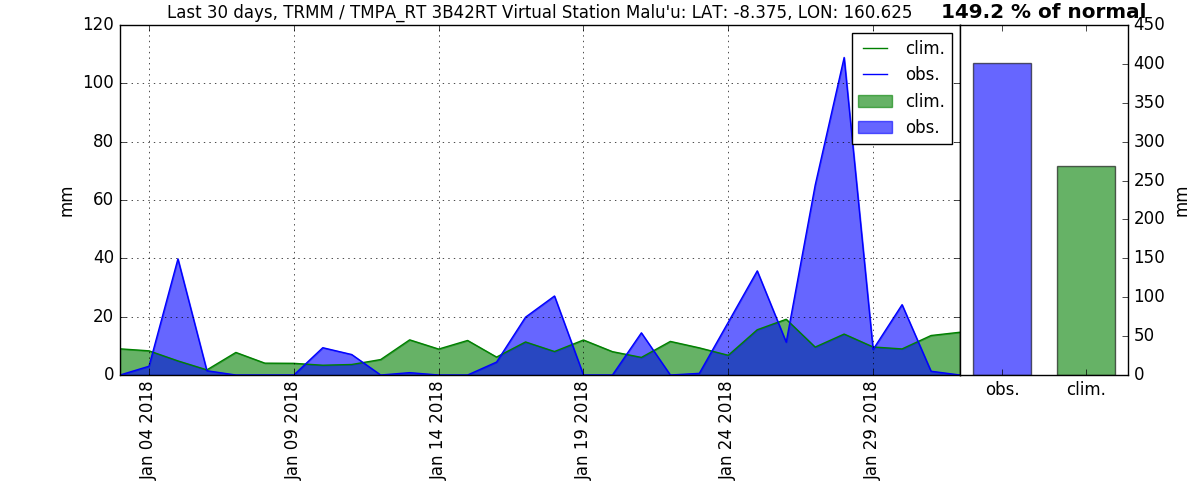 Last 30 days, TRMM / TMPA_RT 3B42RT Virtual Station Malu'u: LAT: -8.375, LON: 160.625
149.2 % of normal
120
100
80
60
40
20
0
mm
clim.
obs.
clim.
obs.
Jan 04 2018
Jan 09 2018
Jan 14 2018
Jan 19 2018
Jan 24 2018
Jan 29 2018
450
400
350
300
250
200
150
100
50
0
mm
obs.
clim.